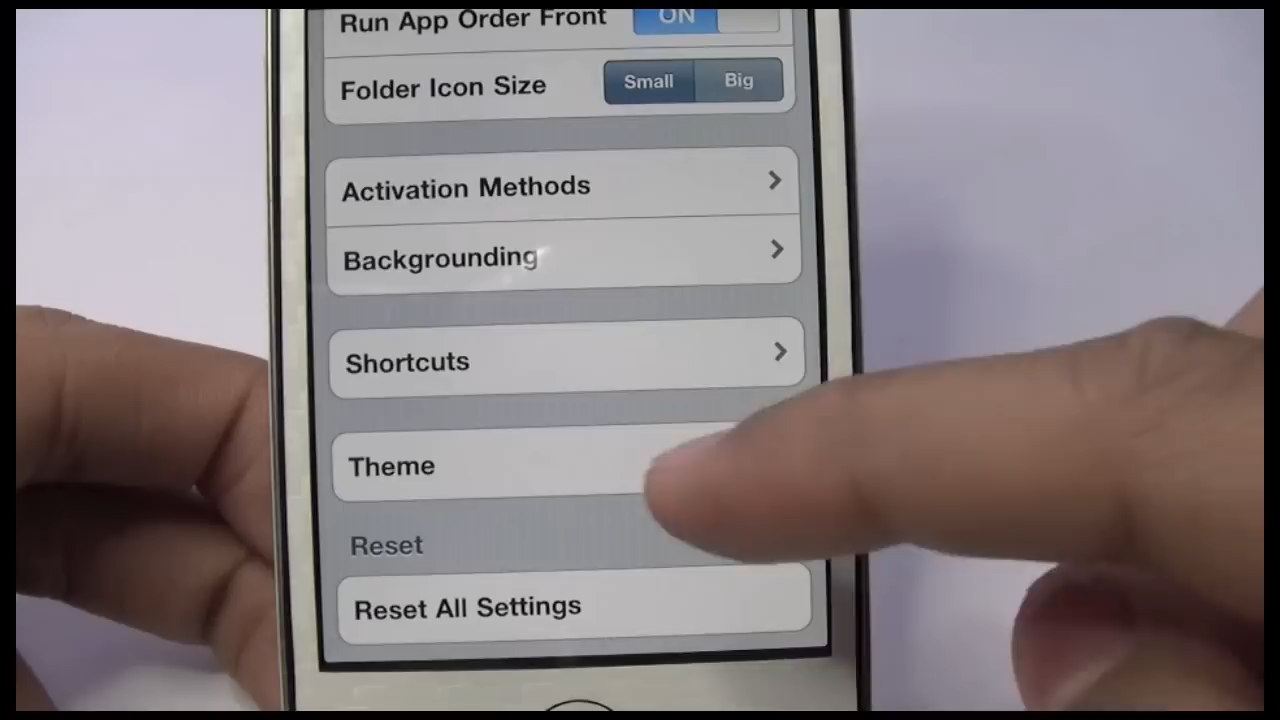 Run App Order Front ON
Folder Icon Size Small Big
Activation Methods
Backgrounding
Shortcuts
Theme
Reset
Reset All Settings